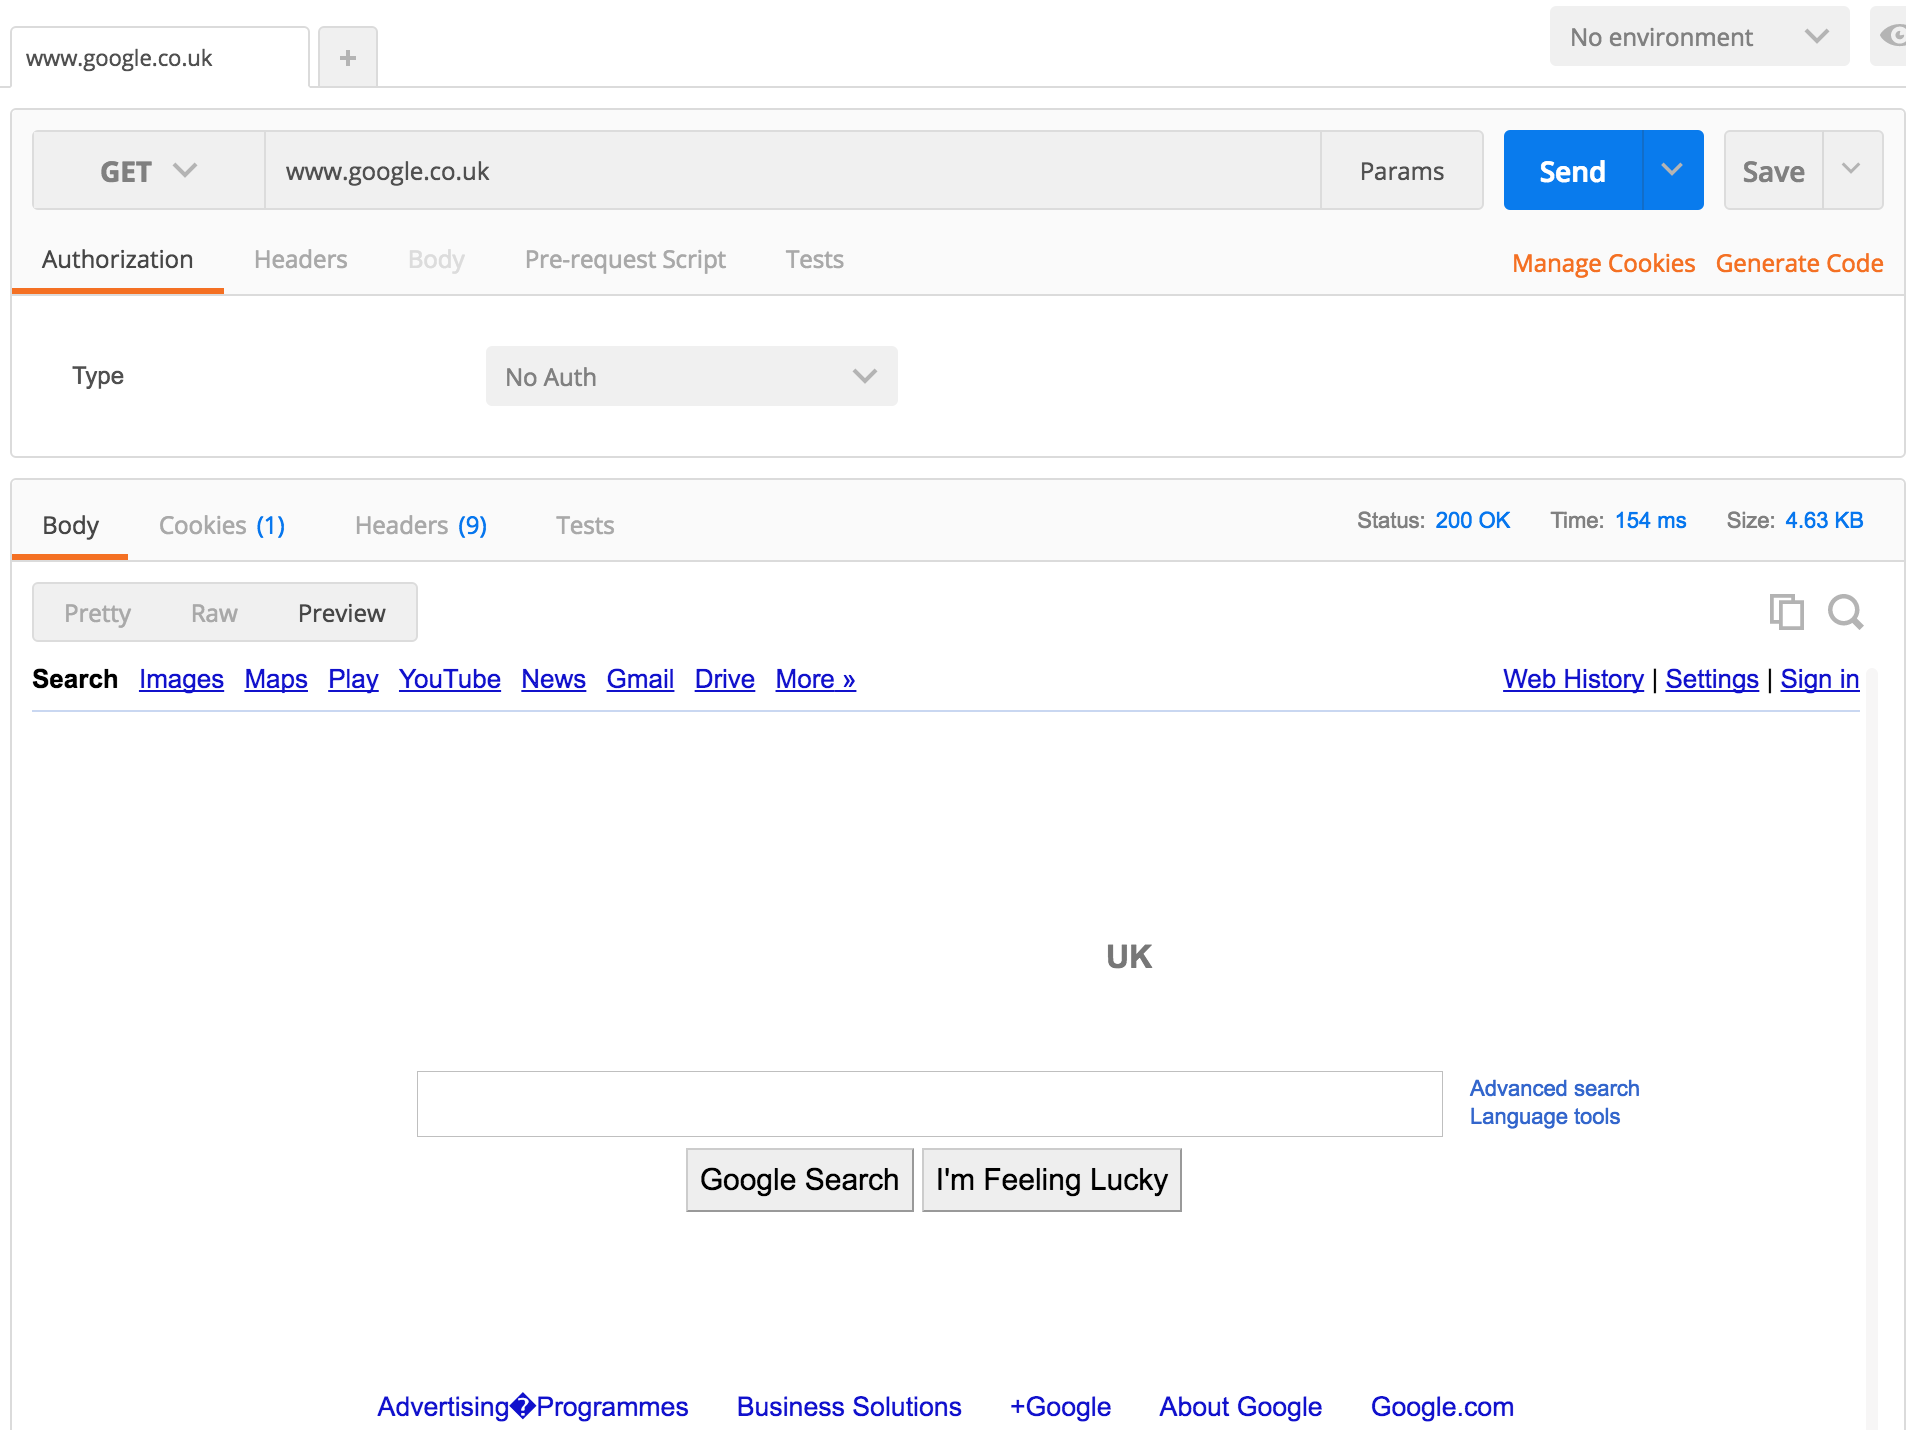 www.google.co.uk + No environment
GET www.google.co.uk Params Send Save
Authorization Headers Body Pre-request Script Tests Manage Cookies Generate Code
Type No Auth
Body Cookies (1) Headers (9) Tests Status: 200 OK Time: 154 ms Size: 4.63 KB
Pretty Raw Preview
Search Images Maps Play YouTube News Gmail Drive More » Web History | Settings | Sign in
UK
Advanced search
Language tools
Google Search I'm Feeling Lucky
Advertising�Programmes Business Solutions +Google About Google Google.com